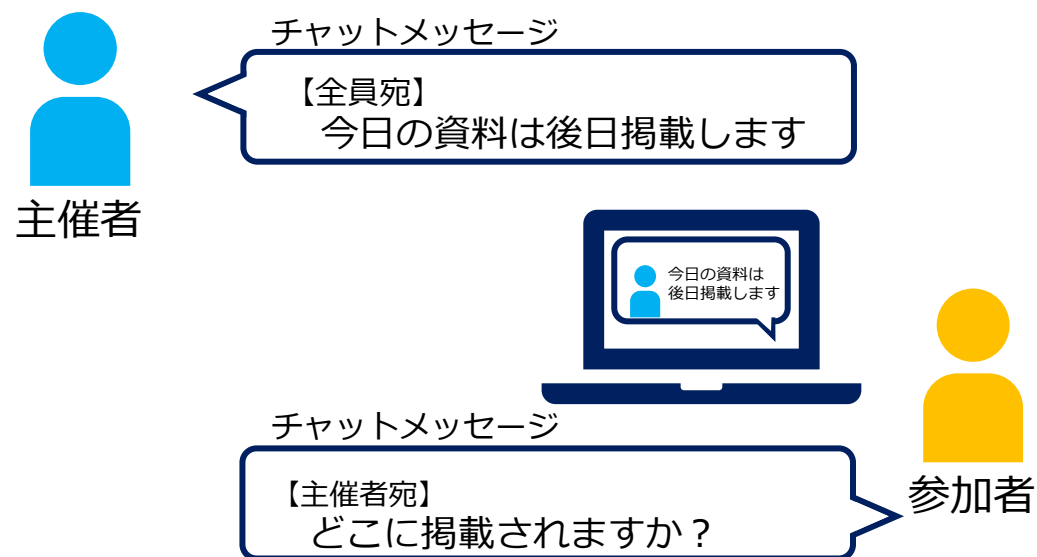 チャットメッセージ
【全員宛】
今日の資料は後日掲載します
主催者
今日の資料は
後日掲載します
チャットメッセージ
【主催者宛】
どこに掲載されますか？
参加者